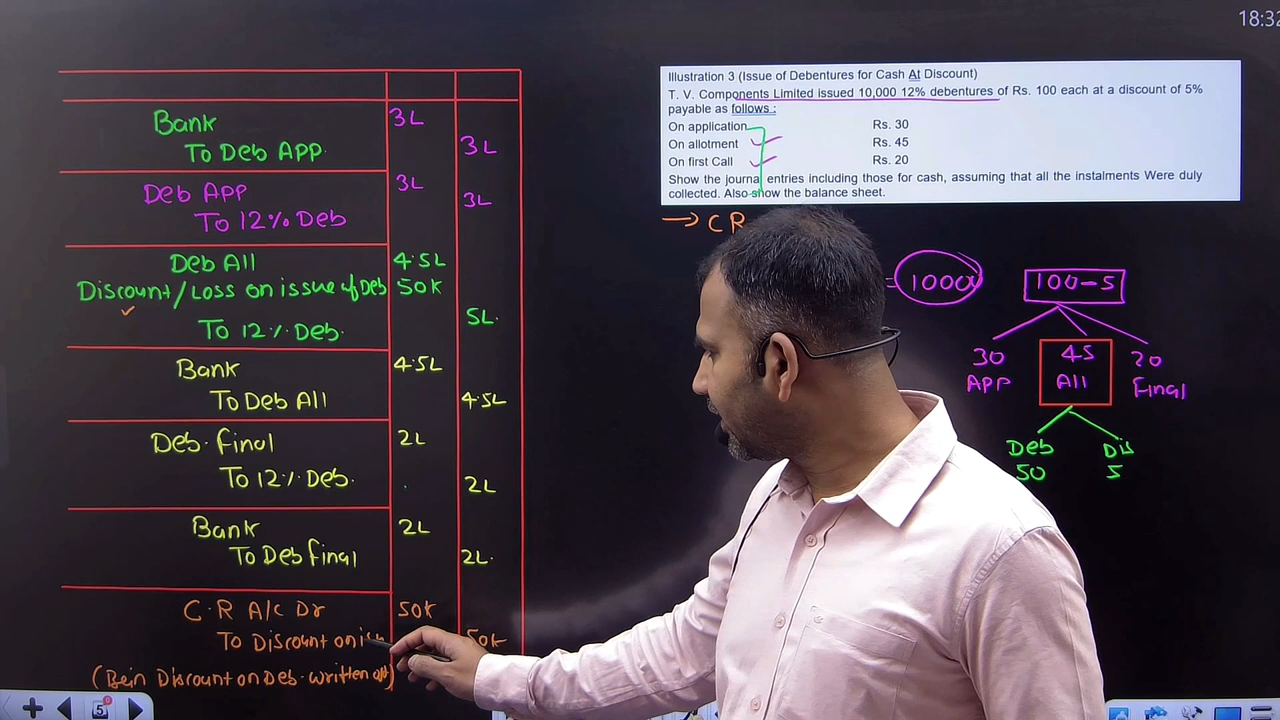 18:32
Bank 3L
To Deb App. 3L
Deb App 3L
To 12% Deb 3L
Deb All 4.5L
Discount/Loss on issue of Deb 50k
To 12% Deb. 5L.
Bank 4.5L
To Deb All 4.5L
Deb. final 2L
To 12% Deb. 2L
Bank 2L
To Deb final 2L.
C.R A/c Dr 50k
To Discount on 50k
(Bein Discount on Deb. written off)
5
Illustration 3 (Issue of Debentures for Cash At Discount)
T. V. Components Limited issued 10,000 12% debentures of Rs. 100 each at a discount of 5%
payable as follows :
On application Rs. 30
On allotment Rs. 45
On first Call Rs. 20
Show the journal entries including those for cash, assuming that all the instalments Were duly
collected. Also show the balance sheet.
→ C R
= 10000 100-5
30 45 20
App All Final
Deb Dis
50 5